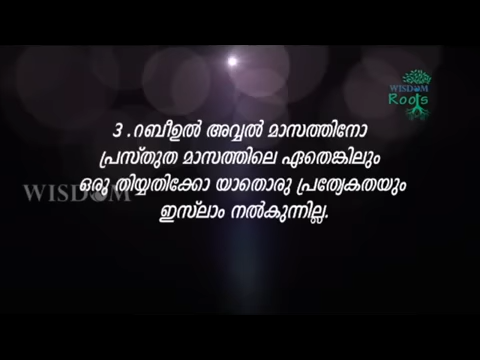 WISDOM
Roots
3 .റബീഉൽ അവ്വൽ മാസത്തിനോ
പ്രസ്തുത മാസത്തിലെ ഏതെങ്കിലും
ഒരു തിയ്യതിക്കോ യാതൊരു പ്രത്യേകതയും
ഇസ്‌ലാം നൽകുന്നില്ല.
WISDOM